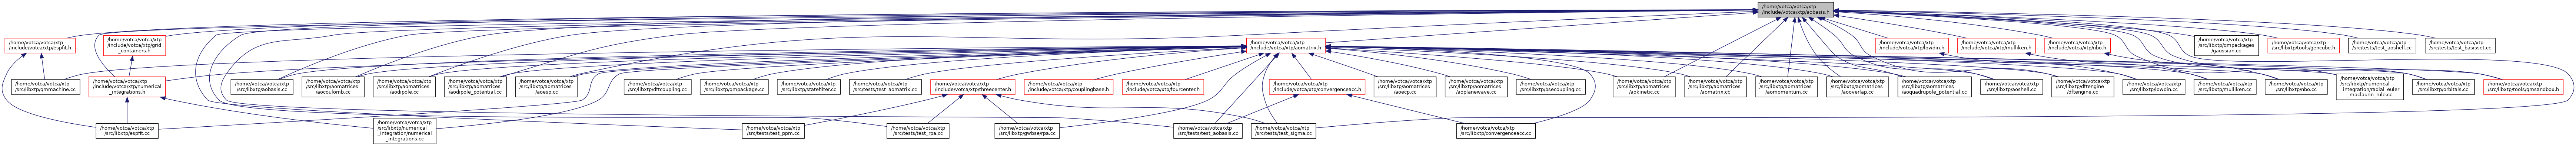 /home/votca/votca/xtp
/include/votca/xtp/aobasis.h
/home/votca/votca/xtp
/include/votca/xtp/espfit.h
/home/votca/votca/xtp
/include/votca/xtp/grid
_containers.h
/home/votca/votca/xtp
/include/votca/xtp/aomatrix.h
/home/votca/votca/xtp
/include/votca/xtp/lowdin.h
/home/votca/votca/xtp
/include/votca/xtp/mulliken.h
/home/votca/votca/xtp
/include/votca/xtp/nbo.h
/home/votca/votca/xtp
/src/libxtp/qmpackages
/gaussian.cc
/home/votca/votca/xtp
/src/libxtp/tools/gencube.h
/home/votca/votca/xtp
/src/tests/test_aoshell.cc
/home/votca/votca/xtp
/src/tests/test_basisset.cc
/home/votca/votca/xtp
/src/libxtp/qmmachine.cc
/home/votca/votca/xtp
/include/votca/xtp/numerical
_integrations.h
/home/votca/votca/xtp
/src/libxtp/aobasis.cc
/home/votca/votca/xtp
/src/libxtp/aomatrices
/aocoulomb.cc
/home/votca/votca/xtp
/src/libxtp/aomatrices
/aodipole.cc
/home/votca/votca/xtp
/src/libxtp/aomatrices
/aodipole_potential.cc
/home/votca/votca/xtp
/src/libxtp/aomatrices
/aoesp.cc
/home/votca/votca/xtp
/src/libxtp/dftcoupling.cc
/home/votca/votca/xtp
/src/libxtp/qmpackage.cc
/home/votca/votca/xtp
/src/libxtp/statefilter.cc
/home/votca/votca/xtp
/src/tests/test_aomatrix.cc
/home/votca/votca/xtp
/include/votca/xtp/threecenter.h
/home/votca/votca/xtp
/include/votca/xtp/couplingbase.h
/home/votca/votca/xtp
/include/votca/xtp/fourcenter.h
/home/votca/votca/xtp
/include/votca/xtp/convergenceacc.h
/home/votca/votca/xtp
/src/libxtp/aomatrices
/aoecp.cc
/home/votca/votca/xtp
/src/libxtp/aomatrices
/aoplanewave.cc
/home/votca/votca/xtp
/src/libxtp/bsecoupling.cc
/home/votca/votca/xtp
/src/libxtp/aomatrices
/aokinetic.cc
/home/votca/votca/xtp
/src/libxtp/aomatrices
/aomatrix.cc
/home/votca/votca/xtp
/src/libxtp/aomatrices
/aomomentum.cc
/home/votca/votca/xtp
/src/libxtp/aomatrices
/aooverlap.cc
/home/votca/votca/xtp
/src/libxtp/aomatrices
/aoquadrupole_potential.cc
/home/votca/votca/xtp
/src/libxtp/aoshell.cc
/home/votca/votca/xtp
/src/libxtp/dftengine
/dftengine.cc
/home/votca/votca/xtp
/src/libxtp/lowdin.cc
/home/votca/votca/xtp
/src/libxtp/mulliken.cc
/home/votca/votca/xtp
/src/libxtp/nbo.cc
/home/votca/votca/xtp
/src/libxtp/numerical
_integration/radial_euler
_maclaurin_rule.cc
/home/votca/votca/xtp
/src/libxtp/orbitals.cc
/home/votca/votca/xtp
/src/libxtp/tools/qmsandbox.h
/home/votca/votca/xtp
/src/libxtp/espfit.cc
/home/votca/votca/xtp
/src/libxtp/numerical
_integration/numerical
_integrations.cc
/home/votca/votca/xtp
/src/tests/test_ppm.cc
/home/votca/votca/xtp
/src/tests/test_rpa.cc
/home/votca/votca/xtp
/src/libxtp/gwbse/rpa.cc
/home/votca/votca/xtp
/src/tests/test_aobasis.cc
/home/votca/votca/xtp
/src/tests/test_sigma.cc
/home/votca/votca/xtp
/src/libxtp/convergenceacc.cc